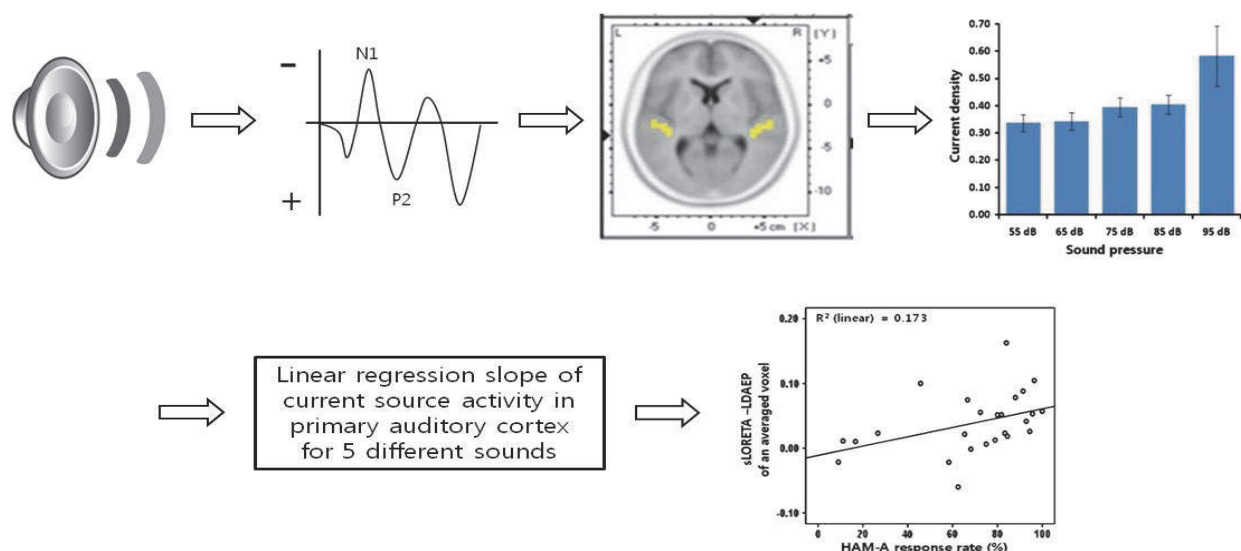 N1
−
+
P2
L R [Y]
+5
0
-5
-10
-5 0 +5 cm [X]
Current density
0.70
0.60
0.50
0.40
0.30
0.20
0.10
0.00
55 dB 65 dB 75 dB 85 dB 95 dB
Sound pressure
Linear regression slope of
current source activity in
primary auditory cortex
for 5 different sounds
sLORETA –LDAEP
of an averaged voxel
R² (linear) = 0.173
0.20
0.10
0.00
-0.10
0 20 40 60 80 100
HAM-A response rate (%)